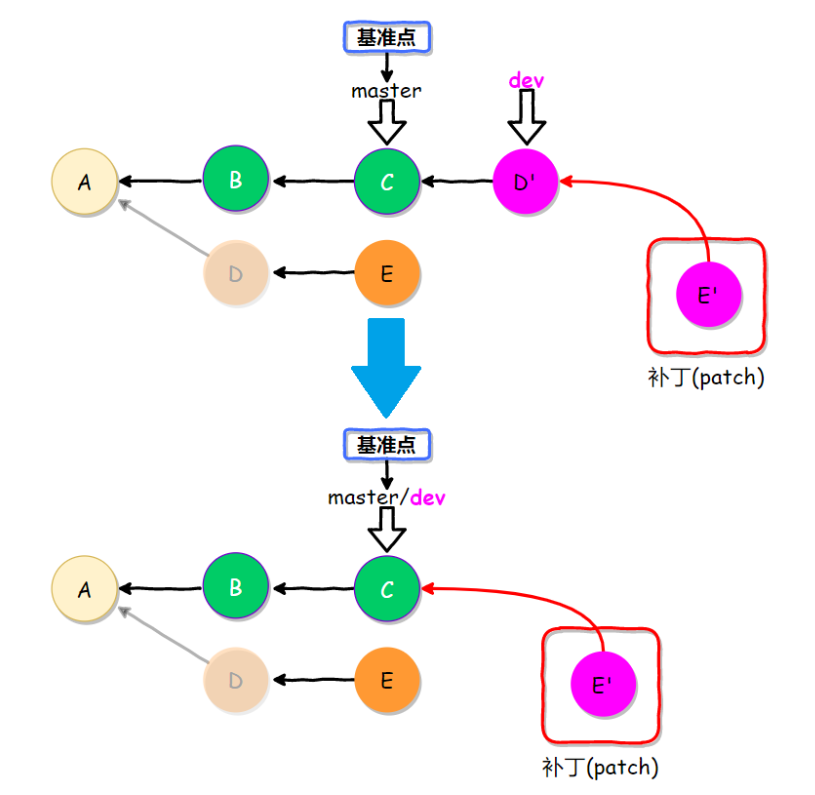 基准点
dev
master
A
B
C
D'
D
E
E'
补丁(patch)
基准点
master/dev
A
B
C
D
E
E'
补丁(patch)